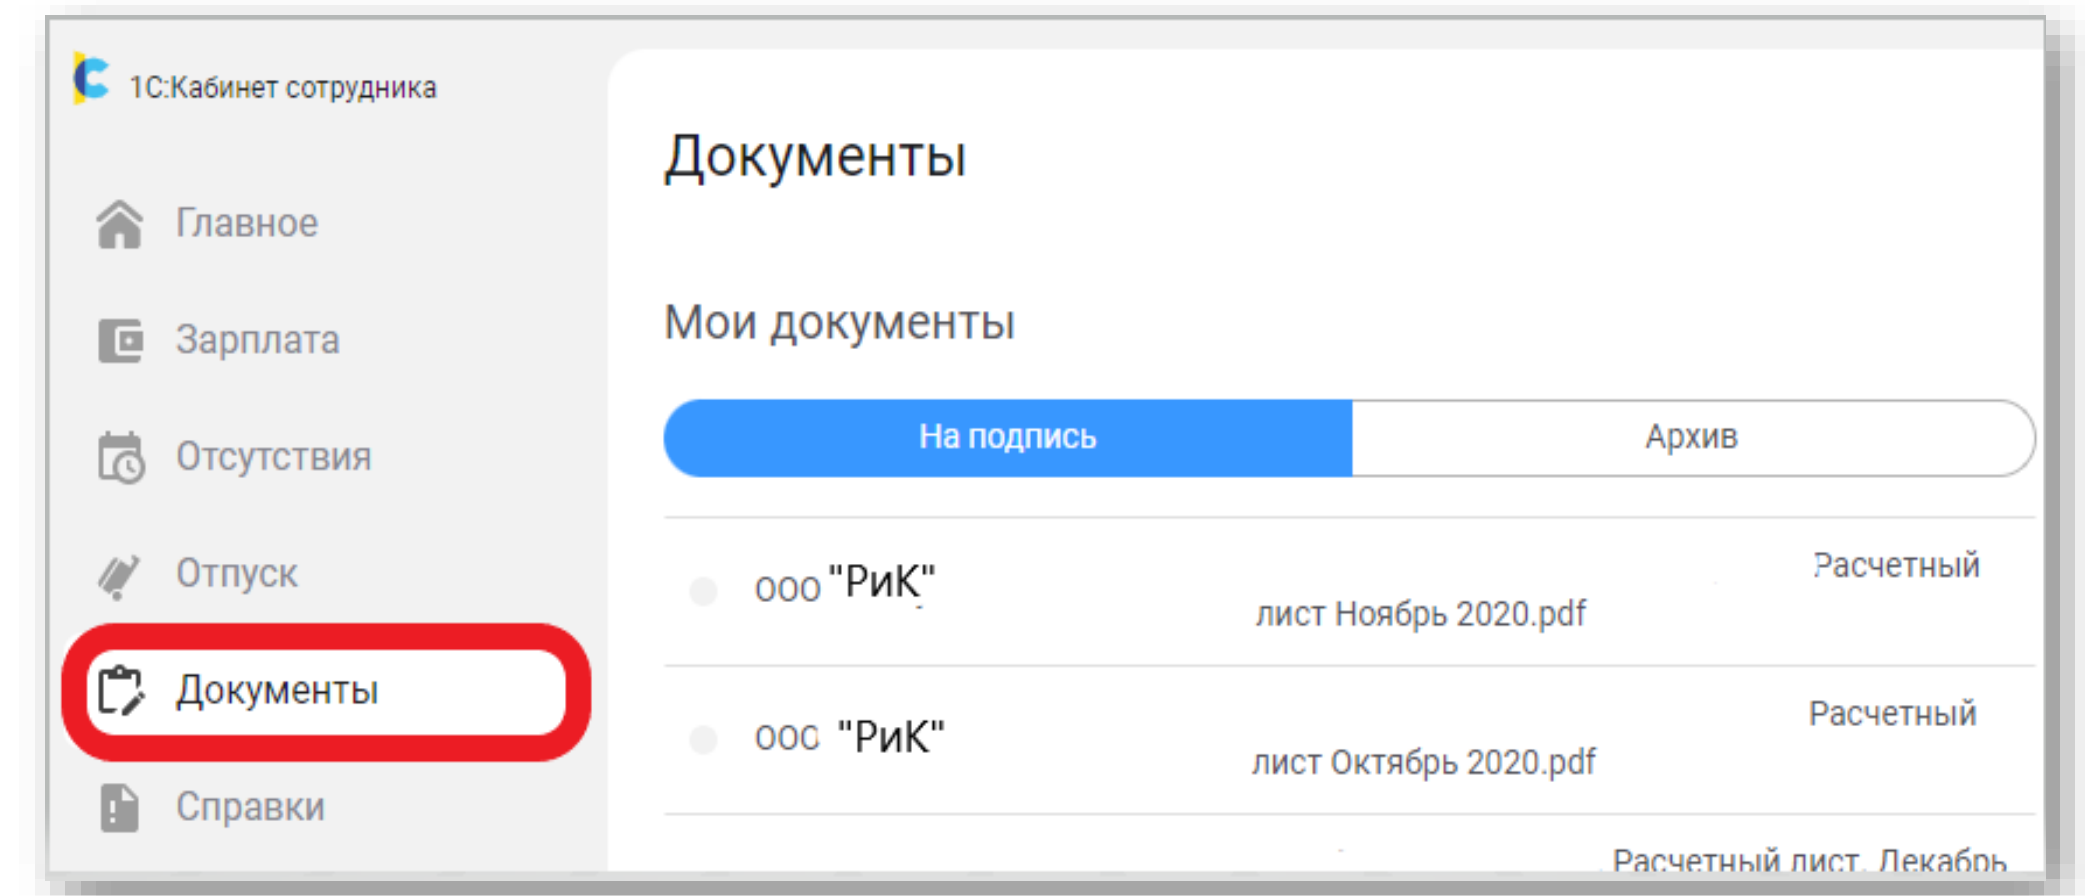 1С:Кабинет сотрудника
Главное
Зарплата
Отсутствия
Отпуск
Документы
Справки
Документы
Мои документы
На подпись
Архив
ООО "РиК"
Расчетный
лист Ноябрь 2020.pdf
ООО "РиК"
Расчетный
лист Октябрь 2020.pdf
Расчетный лист. Декабрь